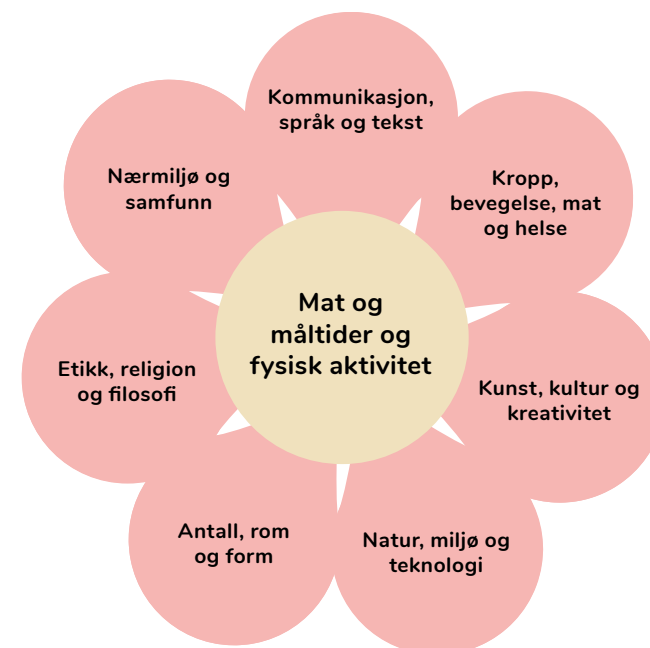 Kommunikasjon,
språk og tekst
Kropp,
bevegelse, mat
og helse
Kunst, kultur og
kreativitet
Natur, miljø og
teknologi
Antall, rom
og form
Etikk, religion
og filosofi
Nærmiljø og
samfunn
Mat og
måltider og
fysisk aktivitet